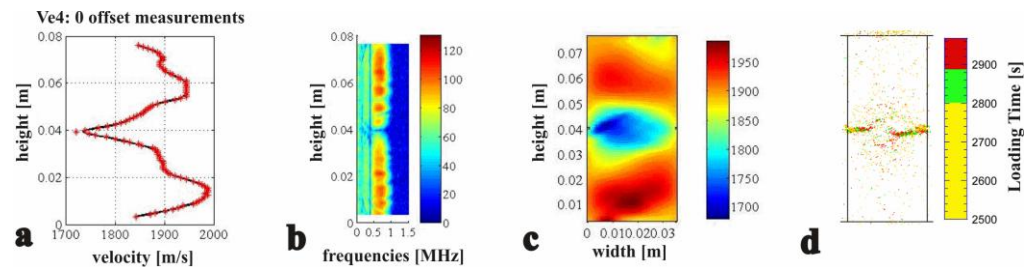 Ve4: 0 offset measurements
0.08
0.06
0.04
0.02
0
height [m]
1700 1800 1900 2000
velocity [m/s]
a
0.08
0.06
0.04
0.02
0
height [m]
0 0.5 1 1.5
frequencies [MHz]
120
100
80
60
40
20
0
b
0.07
0.06
0.05
0.04
0.03
0.02
0.01
height [m]
0 0.010.020.03
width [m]
1950
1900
1850
1800
1750
1700
c
2900
2800
2700
2600
2500
Loading Time [s]
d